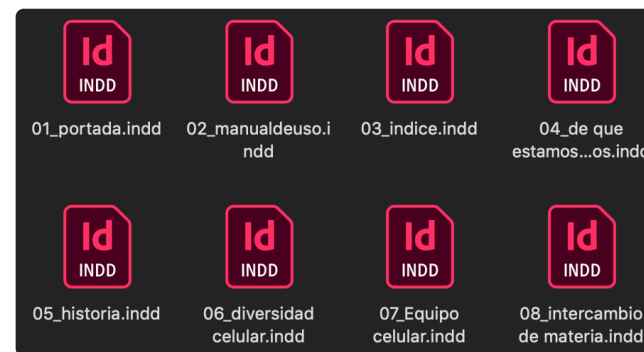 Id Id Id Id
INDD INDD INDD INDD
01_portada.indd 02_manualdeuso.i 03_indice.indd 04_de que
ndd estamos...os.indd
Id Id Id Id
INDD INDD INDD INDD
05_historia.indd 06_diversidad 07_Equipo 08_intercambio
celular.indd celular.indd de materia.indd